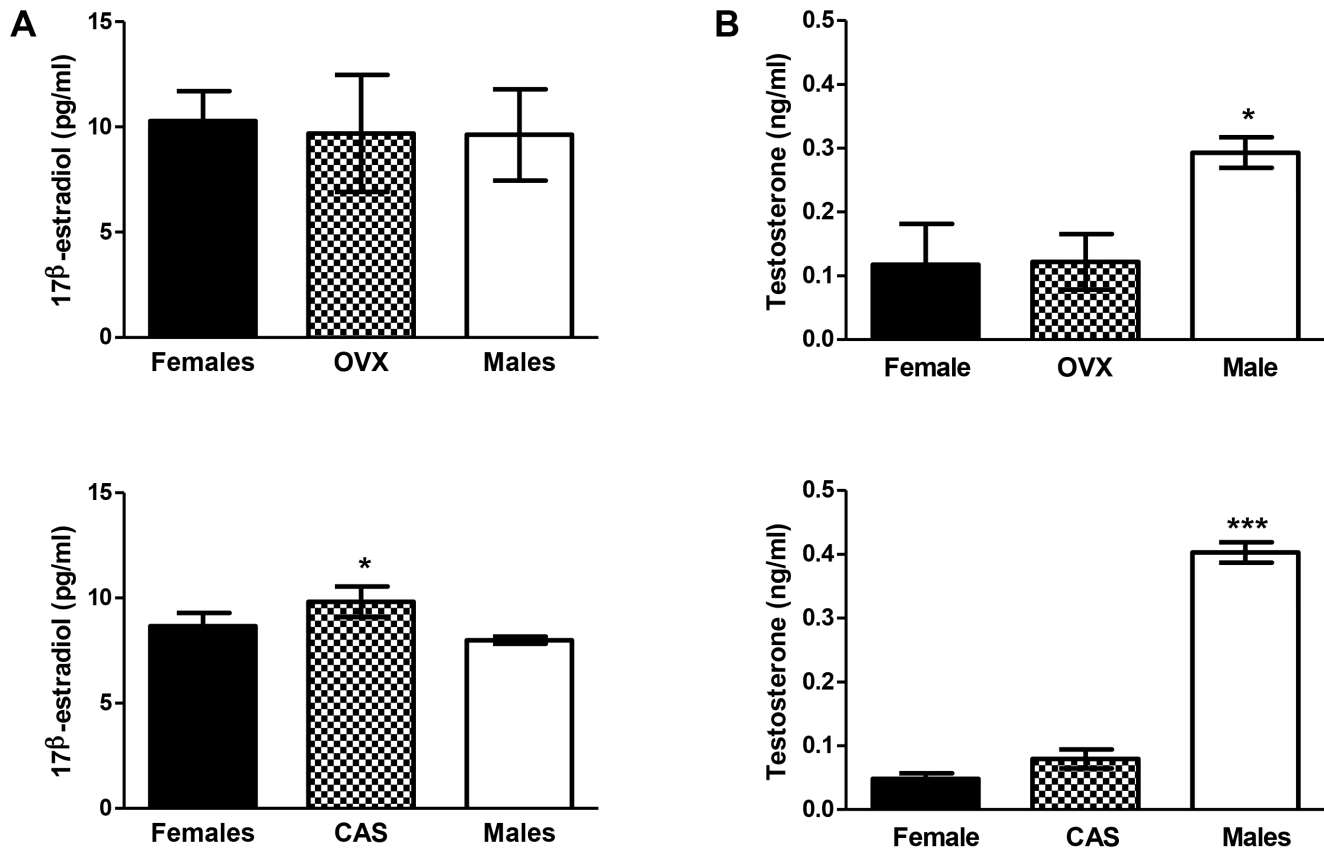 A
17β-estradiol (pg/ml)
15
10
5
0
Females OVX Males
B
Testosterone (ng/ml)
0.5
0.4
0.3
0.2
0.1
0.0
*
Female OVX Male
17β-estradiol (pg/ml)
15
10
5
0
*
Females CAS Males
Testosterone (ng/ml)
0.5
0.4
0.3
0.2
0.1
0.0
***
Female CAS Males